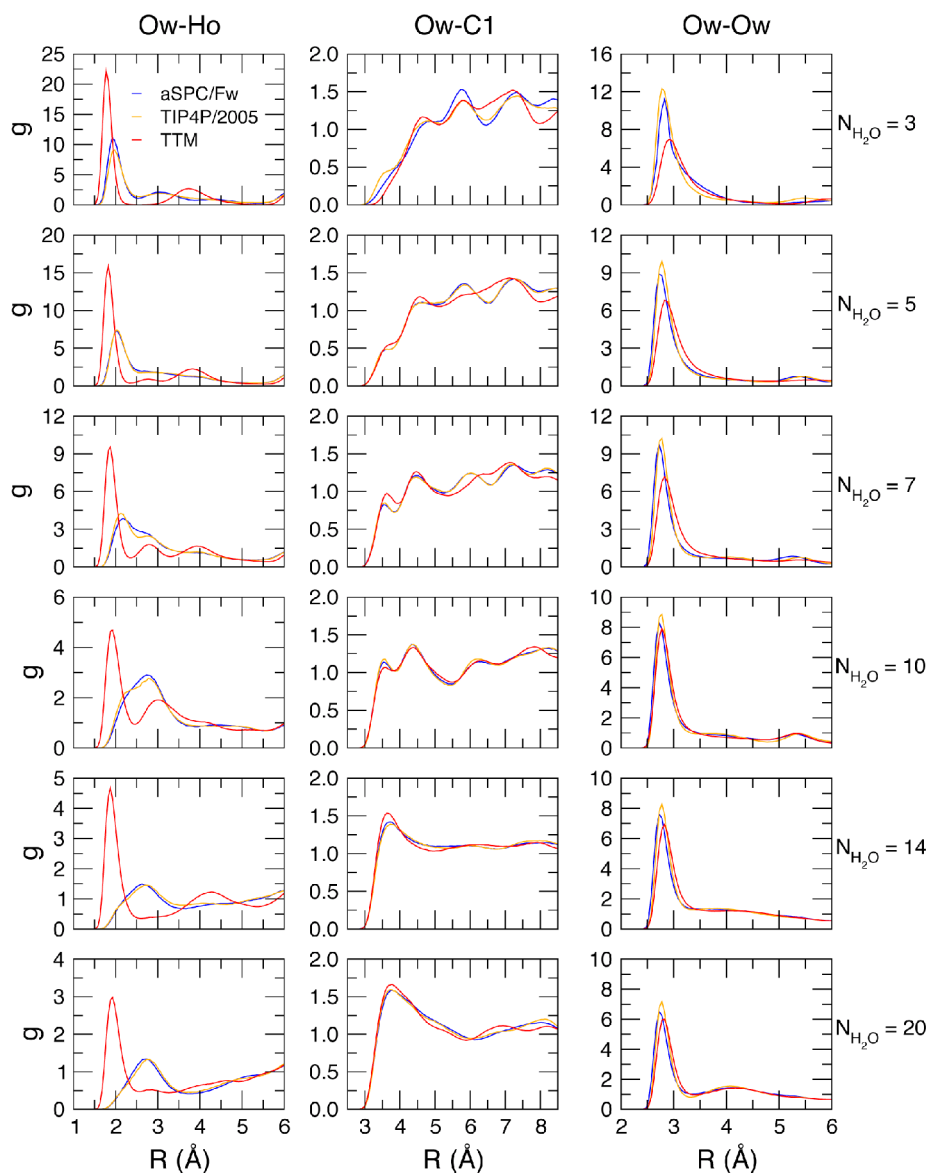 Ow-Ho Ow-C1 Ow-Ow
25 20 15 10 5 0 g aSPC/Fw TIP4P/2005 TTM
2.0 1.5 1.0 0.5 0.0
16 12 8 4 0
N_H₂O = 3
20 15 10 5 0 g
2.0 1.5 1.0 0.5 0.0
12 9 6 3 0
N_H₂O = 5
12 9 6 3 0 g
2.0 1.5 1.0 0.5 0.0
12 9 6 3 0
N_H₂O = 7
6 4 2 0 g
2.0 1.5 1.0 0.5 0.0
10 8 6 4 2 0
N_H₂O = 10
5 4 3 2 1 0 g
2.0 1.5 1.0 0.5 0.0
10 8 6 4 2 0
N_H₂O = 14
4 3 2 1 0 g
2.0 1.5 1.0 0.5 0.0
10 8 6 4 2 0
N_H₂O = 20
1 2 3 4 5 6 3 4 5 6 7 8 2 3 4 5 6
R (Å) R (Å) R (Å)